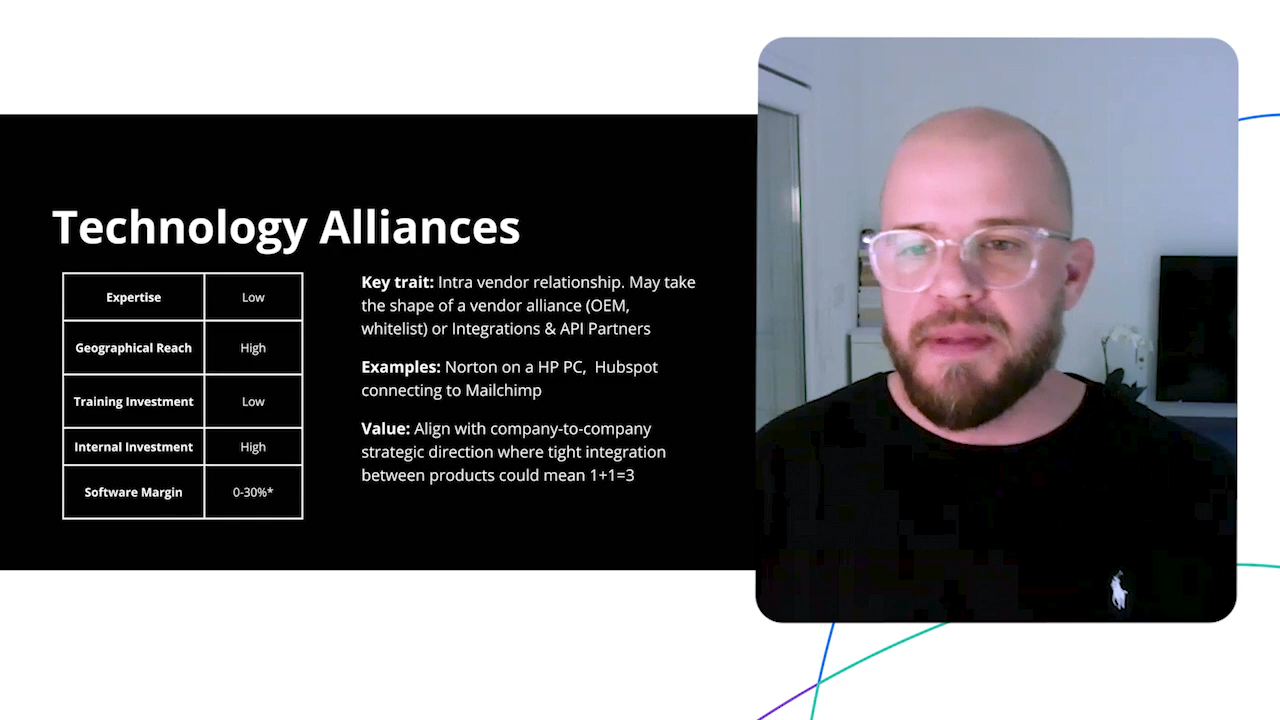 Technology Alliances
Expertise Low
Geographical Reach High
Training Investment Low
Internal Investment High
Software Margin 0-30%*
Key trait: Intra vendor relationship. May take
the shape of a vendor alliance (OEM,
whitelist) or Integrations & API Partners
Examples: Norton on a HP PC, Hubspot
connecting to Mailchimp
Value: Align with company-to-company
strategic direction where tight integration
between products could mean 1+1=3